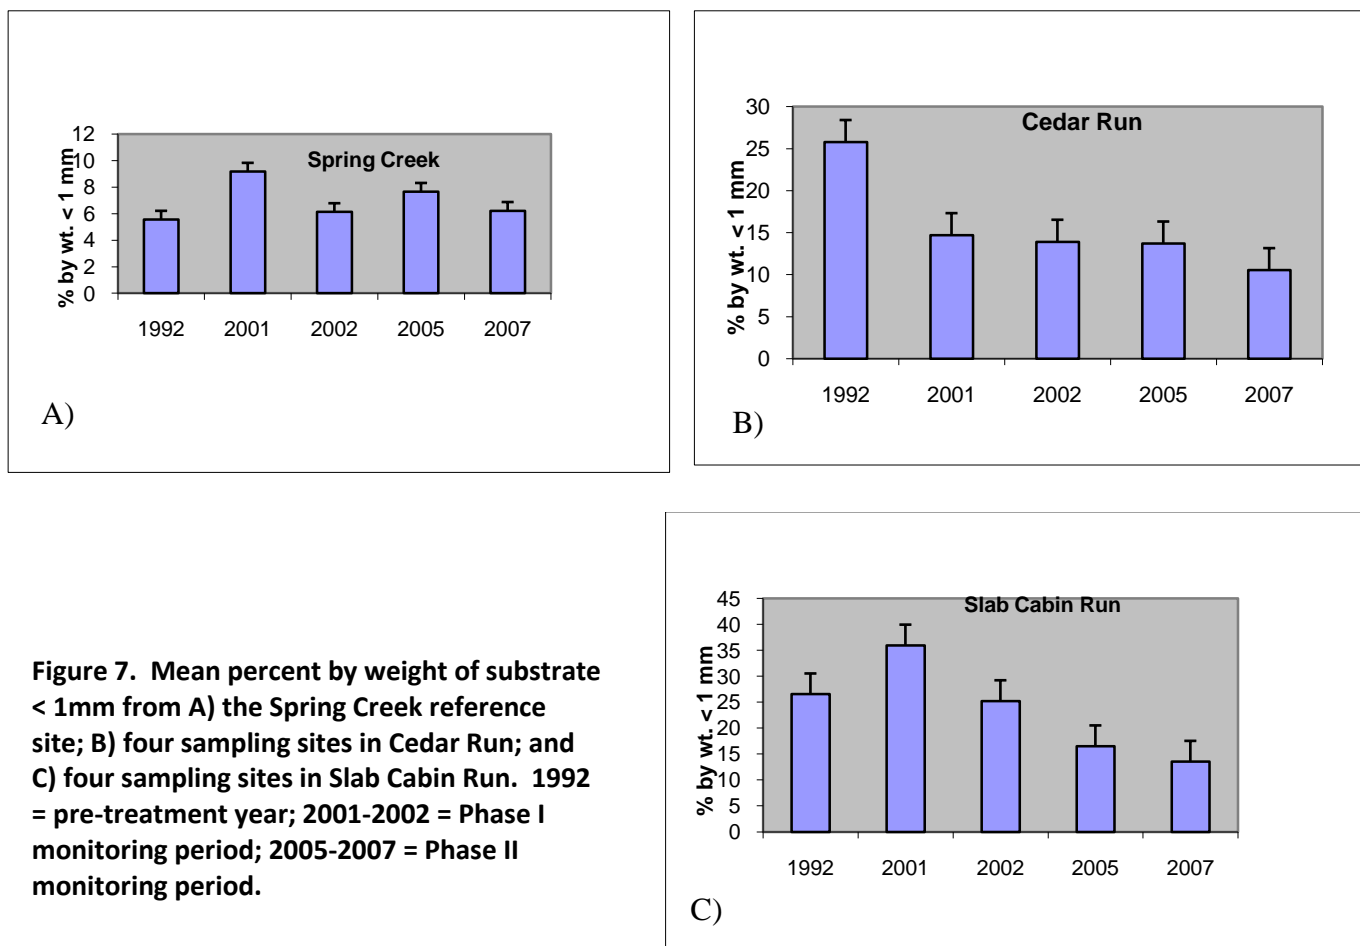 12
10
8
6
4
2
0
% by wt. < 1 mm
Spring Creek
1992 2001 2002 2005 2007
A)
30
25
20
15
10
5
0
% by wt. < 1 mm
Cedar Run
1992 2001 2002 2005 2007
B)
Figure 7. Mean percent by weight of substrate
< 1mm from A) the Spring Creek reference
site; B) four sampling sites in Cedar Run; and
C) four sampling sites in Slab Cabin Run. 1992
= pre-treatment year; 2001-2002 = Phase I
monitoring period; 2005-2007 = Phase II
monitoring period.
45
40
35
30
25
20
15
10
5
0
% by wt. < 1 mm
Slab Cabin Run
1992 2001 2002 2005 2007
C)